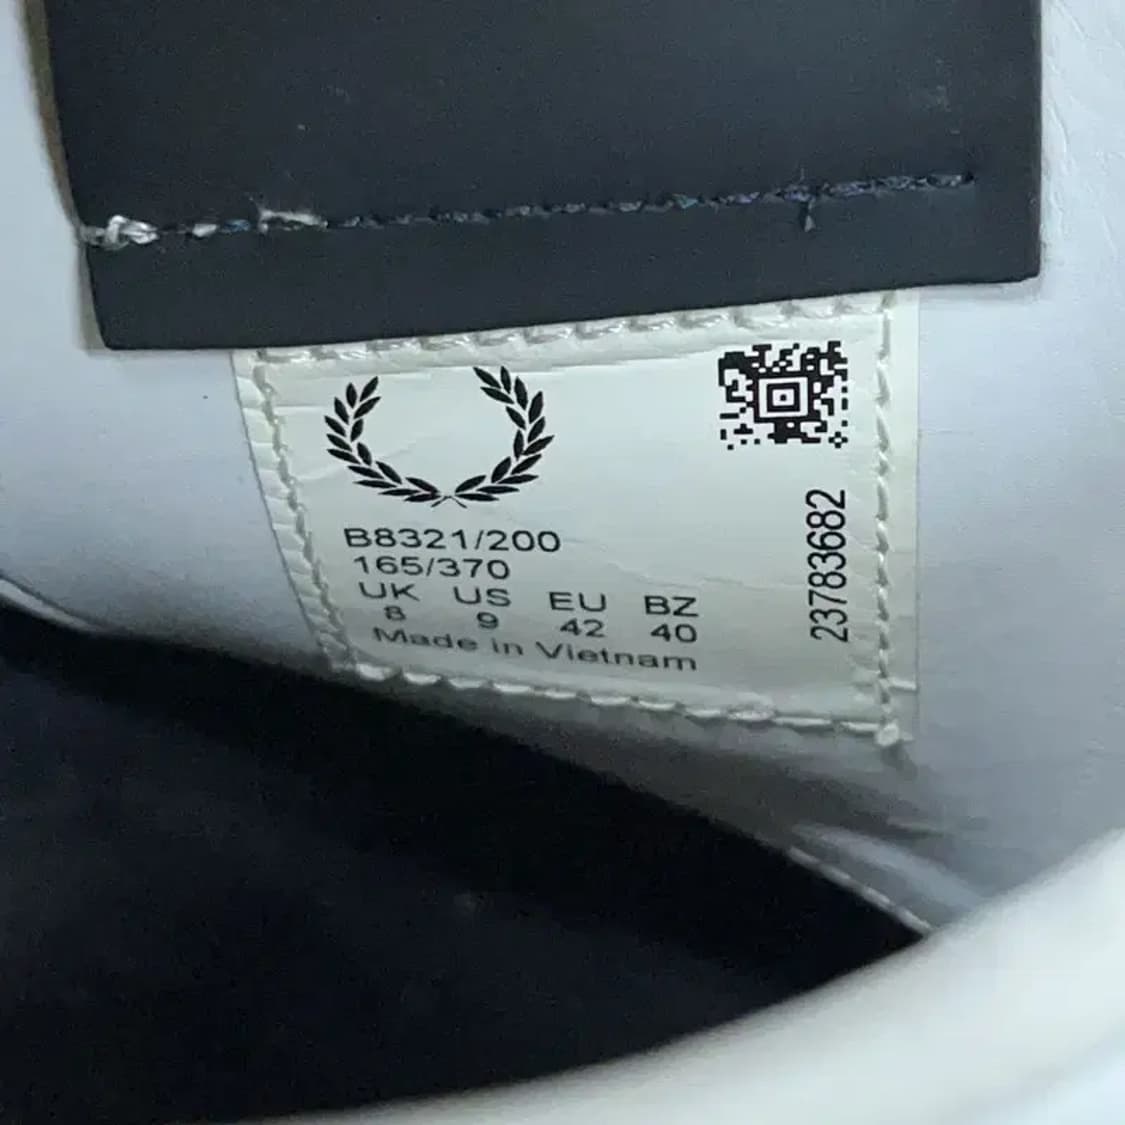 B8321/200
165/370
UK US EU BZ
8 9 42 40
Made in Vietnam
23783682